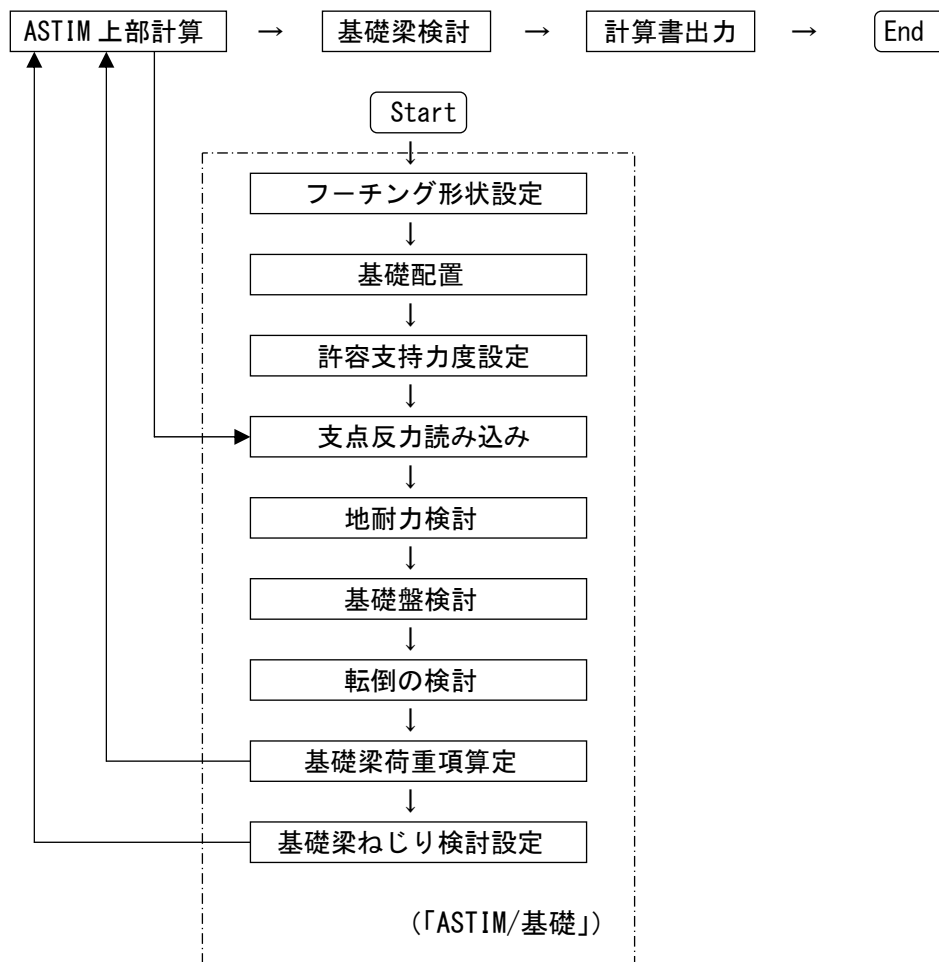 ASTIM 上部計算 → 基礎梁検討 → 計算書出力 → End
Start
↓
フーチング形状設定
↓
基礎配置
↓
許容支持力度設定
↓
支点反力読み込み
↓
地耐力検討
↓
基礎盤検討
↓
転倒の検討
↓
基礎梁荷重項算定
↓
基礎梁ねじり検討設定
(「ASTIM/基礎」)